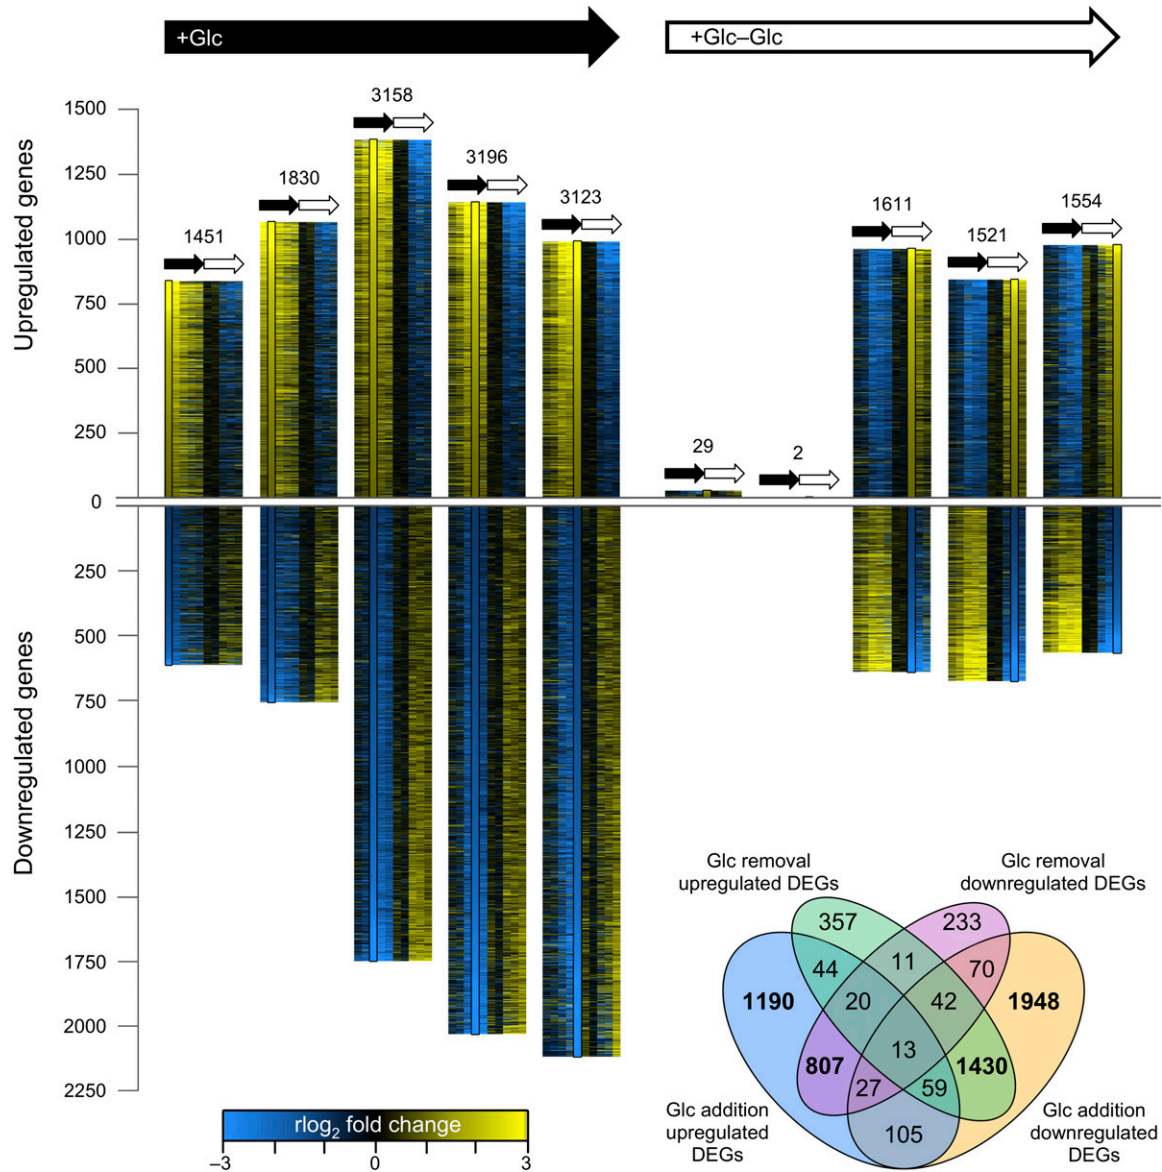 +Glc
+Glc–Glc
Upregulated genes
1500
1250
1000
750
500
250
0
1451
1830
3158
3196
3123
29
2
1611
1521
1554
Downregulated genes
250
500
750
1000
1250
1500
1750
2000
2250
rlog2 fold change
–3
0
3
Glc removal
upregulated DEGs
Glc removal
downregulated DEGs
357
233
44
11
70
1190
20
42
1948
13
807
1430
27
59
105
Glc addition
upregulated
DEGs
Glc addition
downregulated
DEGs